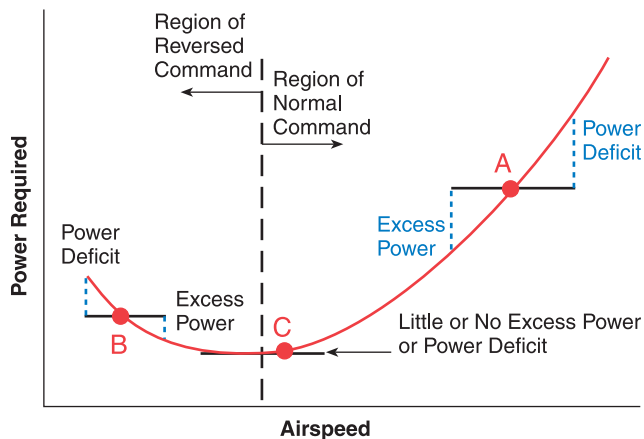 Region of
Reversed
Command
Region of
Normal
Command
Power
Deficit
A
Excess
Power
Power
Deficit
Excess
Power
B
C
Little or No Excess Power
or Power Deficit
Power Required
Airspeed